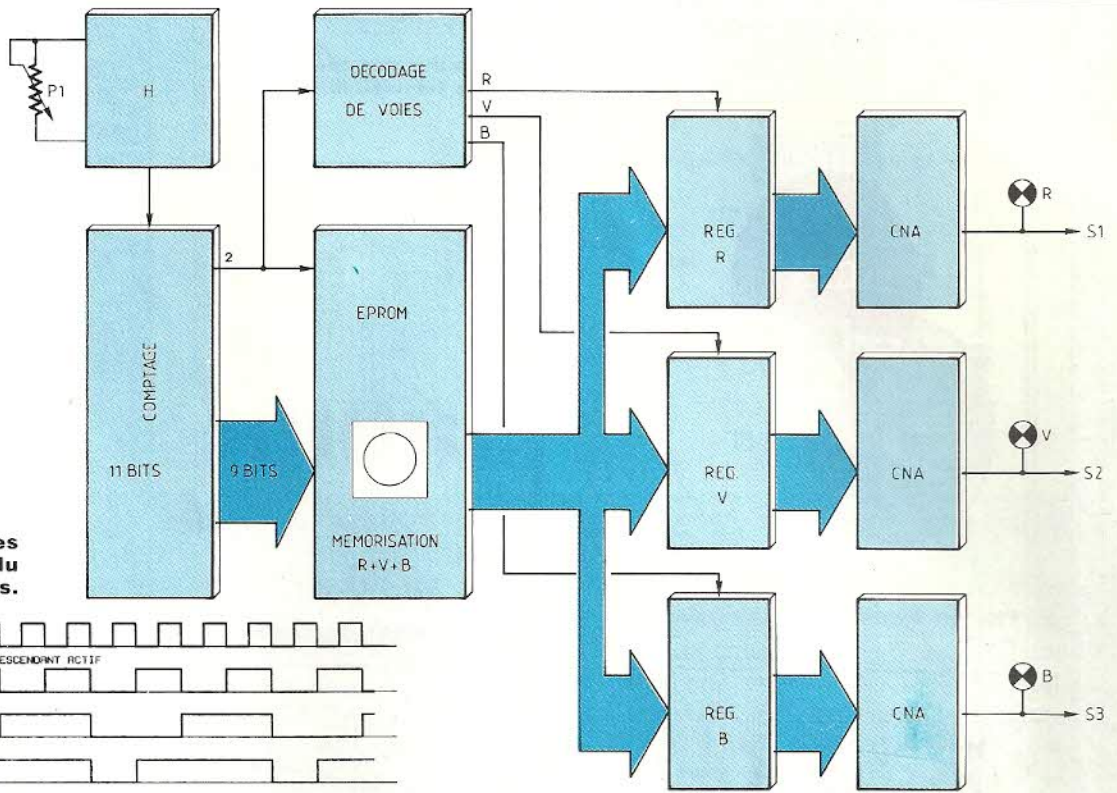 P1
H
DECODAGE
DE VOIES
R
V
B
COMPTAGE
11 BITS
2
9 BITS
EPROM
MEMORISATION
R+V+B
REG.
R
CNA
R
S1
REG.
V
CNA
V
S2
REG.
B
CNA
B
S3
es
du
s.
ESCENDANT ACTIF